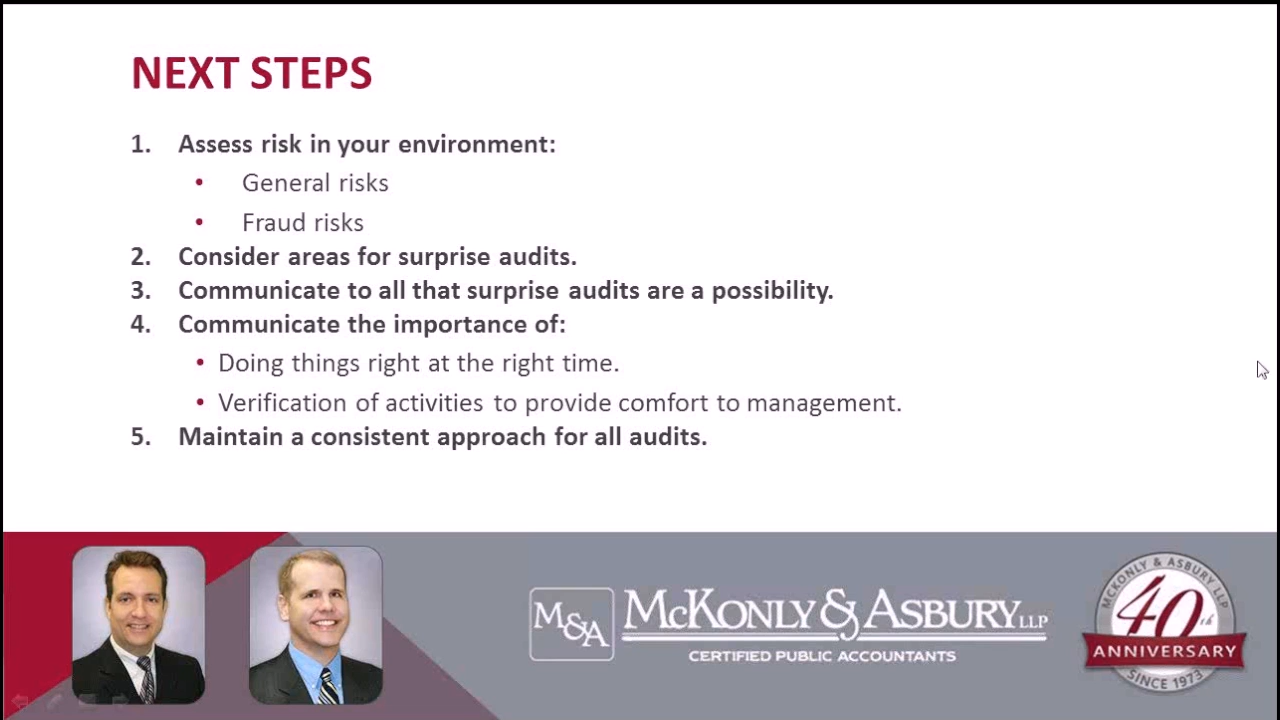 NEXT STEPS
1. Assess risk in your environment:
• General risks
• Fraud risks
2. Consider areas for surprise audits.
3. Communicate to all that surprise audits are a possibility.
4. Communicate the importance of:
• Doing things right at the right time.
• Verification of activities to provide comfort to management.
5. Maintain a consistent approach for all audits.
M&A
McKONLY & ASBURY LLP
CERTIFIED PUBLIC ACCOUNTANTS
MCKONLY & ASBURY LLP
40th
ANNIVERSARY
SINCE 1973